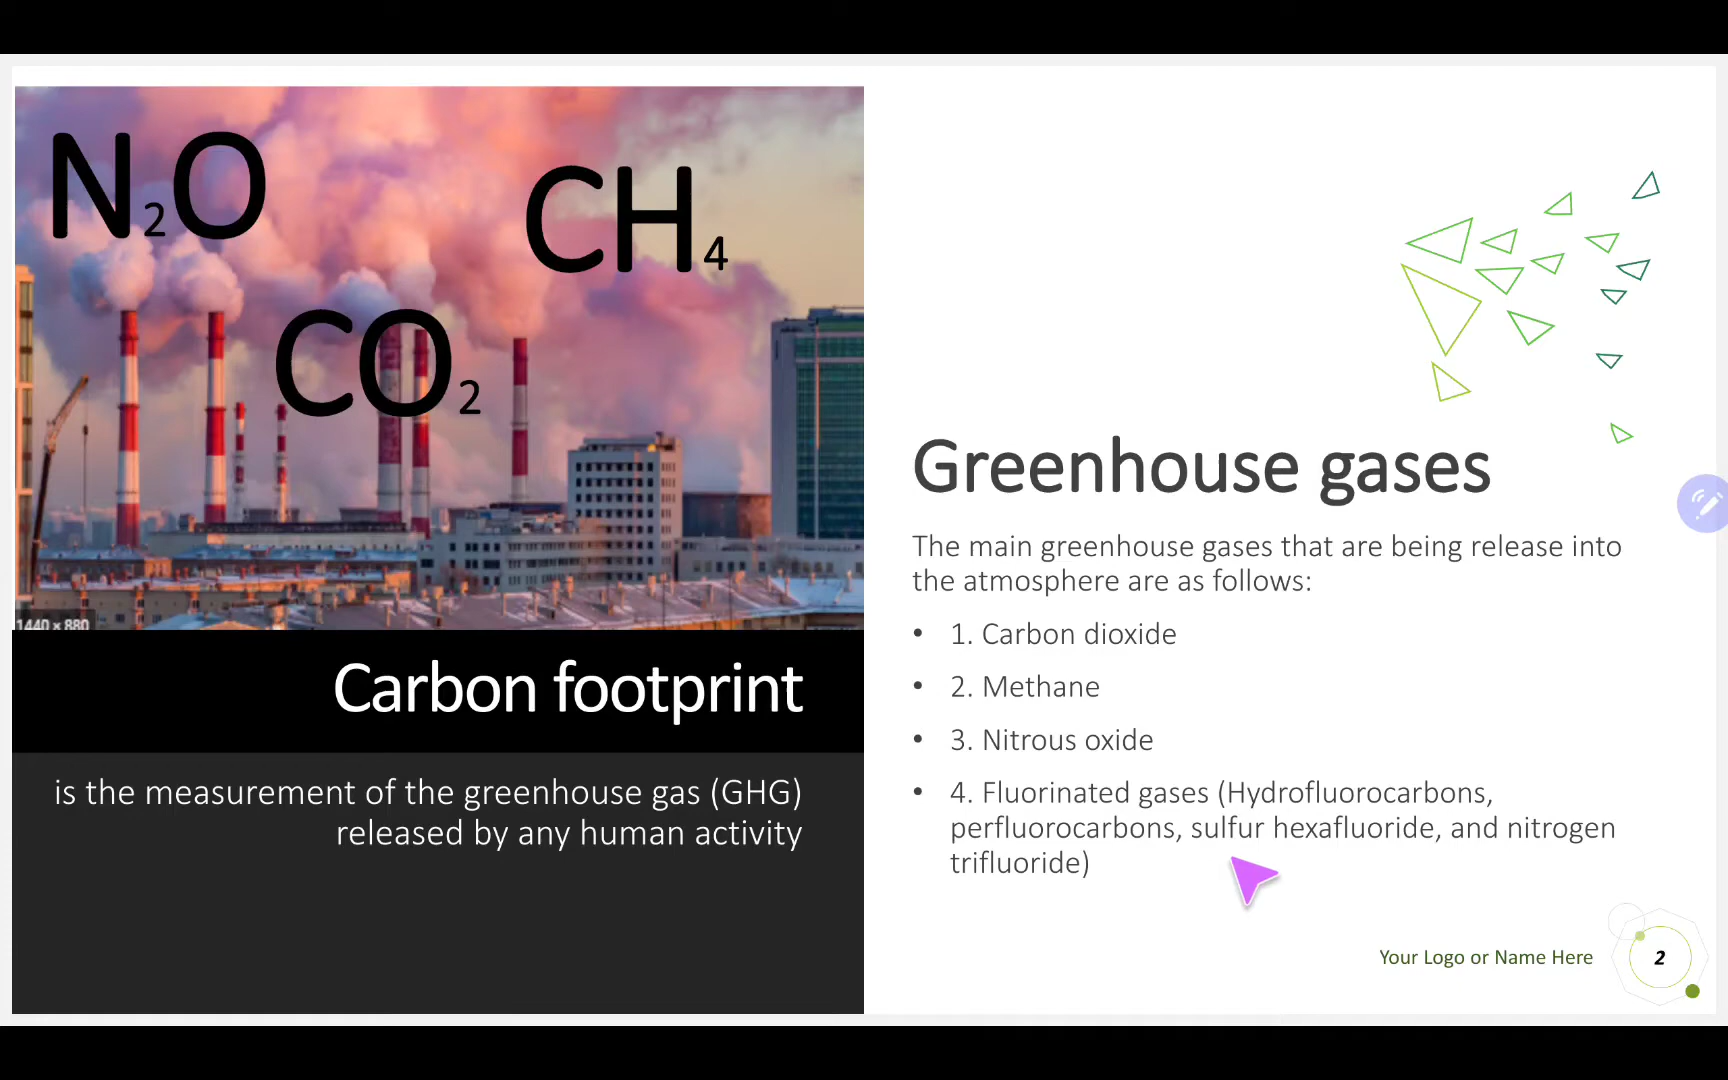 N2O
CH4
CO2
1440 × 880
Carbon footprint
is the measurement of the greenhouse gas (GHG)
released by any human activity
Greenhouse gases
The main greenhouse gases that are being release into
the atmosphere are as follows:
• 1. Carbon dioxide
• 2. Methane
• 3. Nitrous oxide
• 4. Fluorinated gases (Hydrofluorocarbons,
perfluorocarbons, sulfur hexafluoride, and nitrogen
trifluoride)
Your Logo or Name Here
2